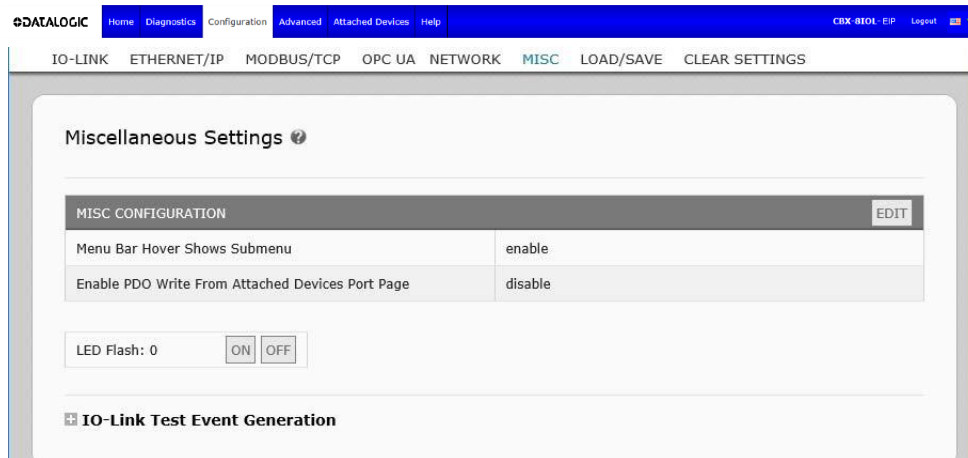 DATALOGIC Home Diagnostics Configuration Advanced Attached Devices Help CBX-8IOL-EIP Logout
IO-LINK ETHERNET/IP MODBUS/TCP OPC UA NETWORK MISC LOAD/SAVE CLEAR SETTINGS
Miscellaneous Settings ?
MISC CONFIGURATION EDIT
Menu Bar Hover Shows Submenu enable
Enable PDO Write From Attached Devices Port Page disable
LED Flash: 0 ON OFF
IO-Link Test Event Generation